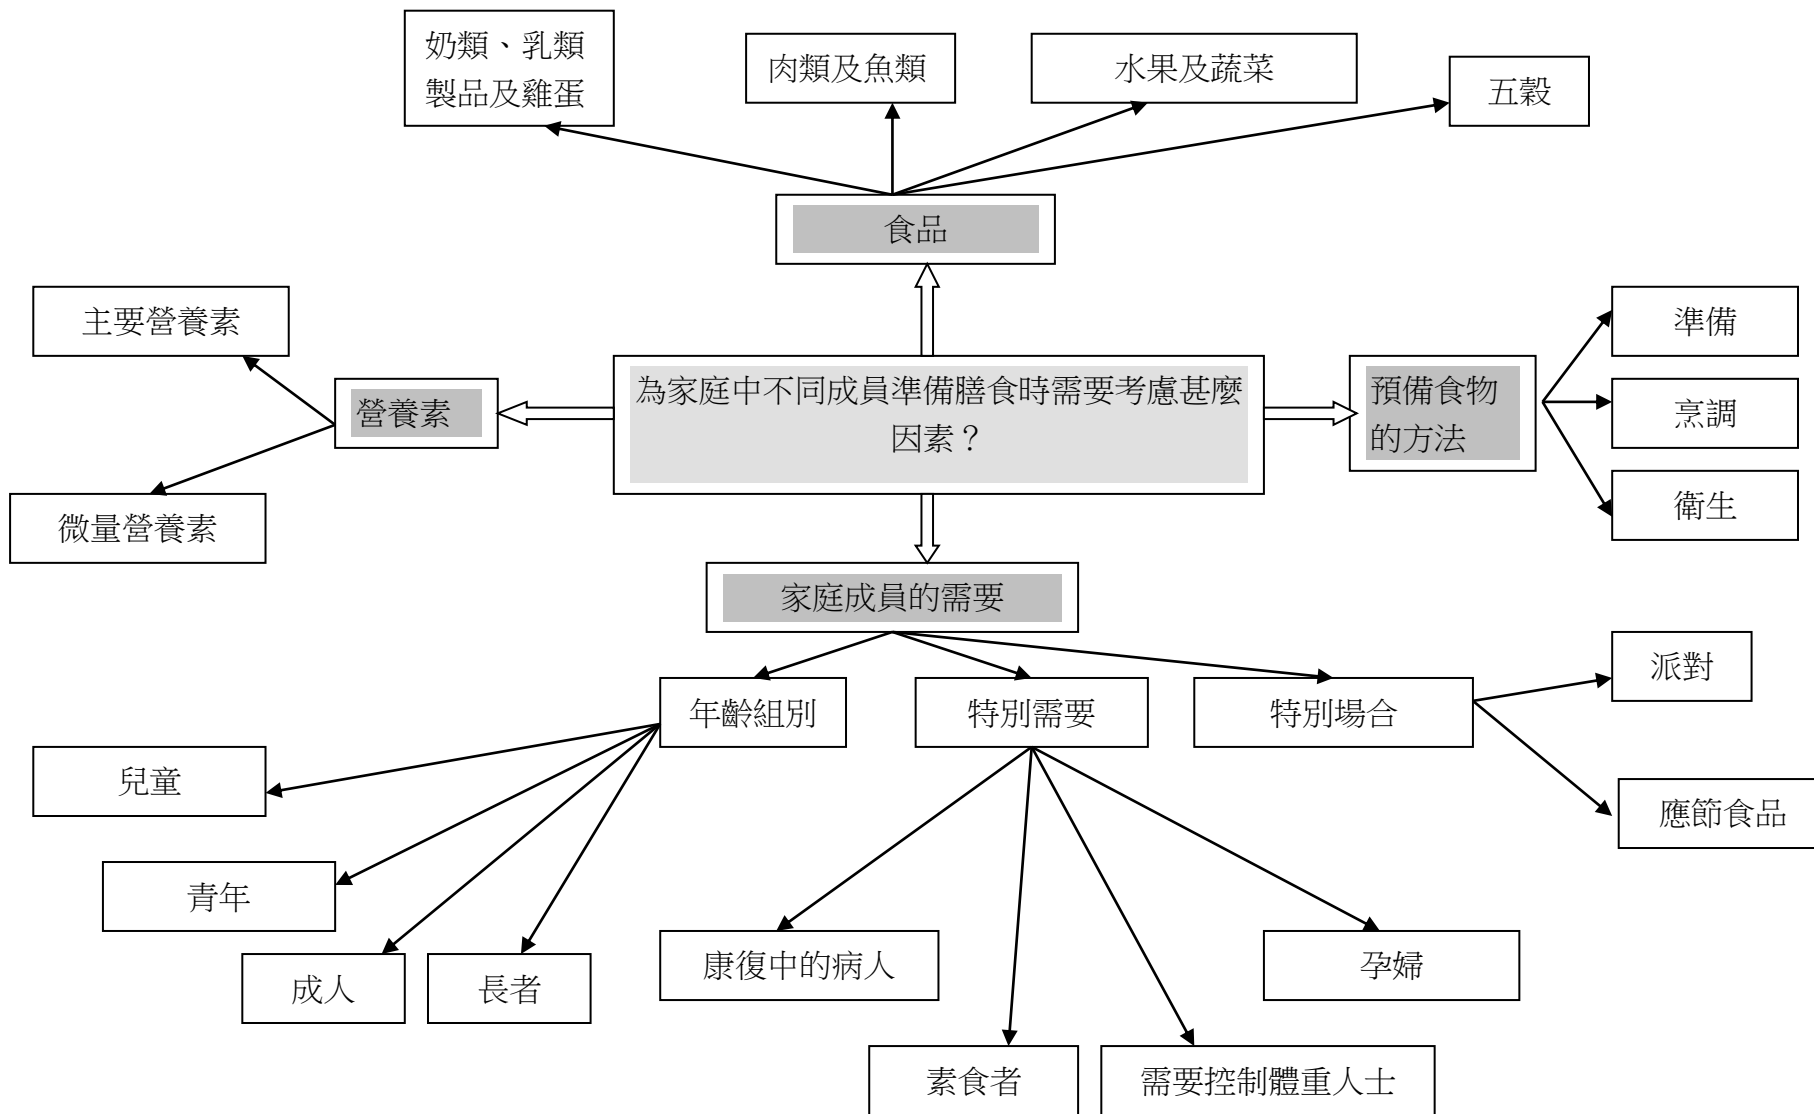 奶類、乳類
製品及雞蛋
肉類及魚類
水果及蔬菜
五穀
食品
主要營養素
準備
為家庭中不同成員準備膳食時需要考慮甚麼
因素？
營養素
預備食物
的方法
烹調
微量營養素
衛生
家庭成員的需要
年齡組別
特別需要
特別場合
派對
兒童
應節食品
青年
成人
長者
康復中的病人
孕婦
素食者
需要控制體重人士